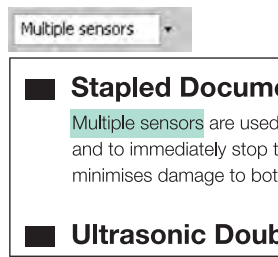 Multiple sensors
Stapled Docum
Multiple sensors are used
and to immediately stop
minimises damage to bot
Ultrasonic Doub